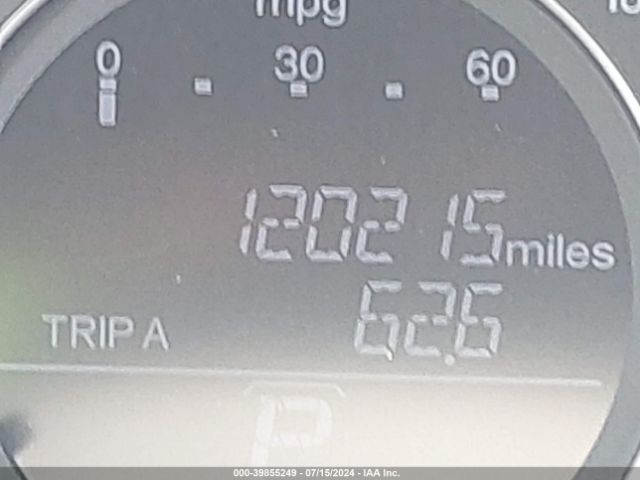 mpg
0 30 60
120215 miles
TRIP A 62.6
P
000-39855249 - 07/15/2024 - IAA Inc.